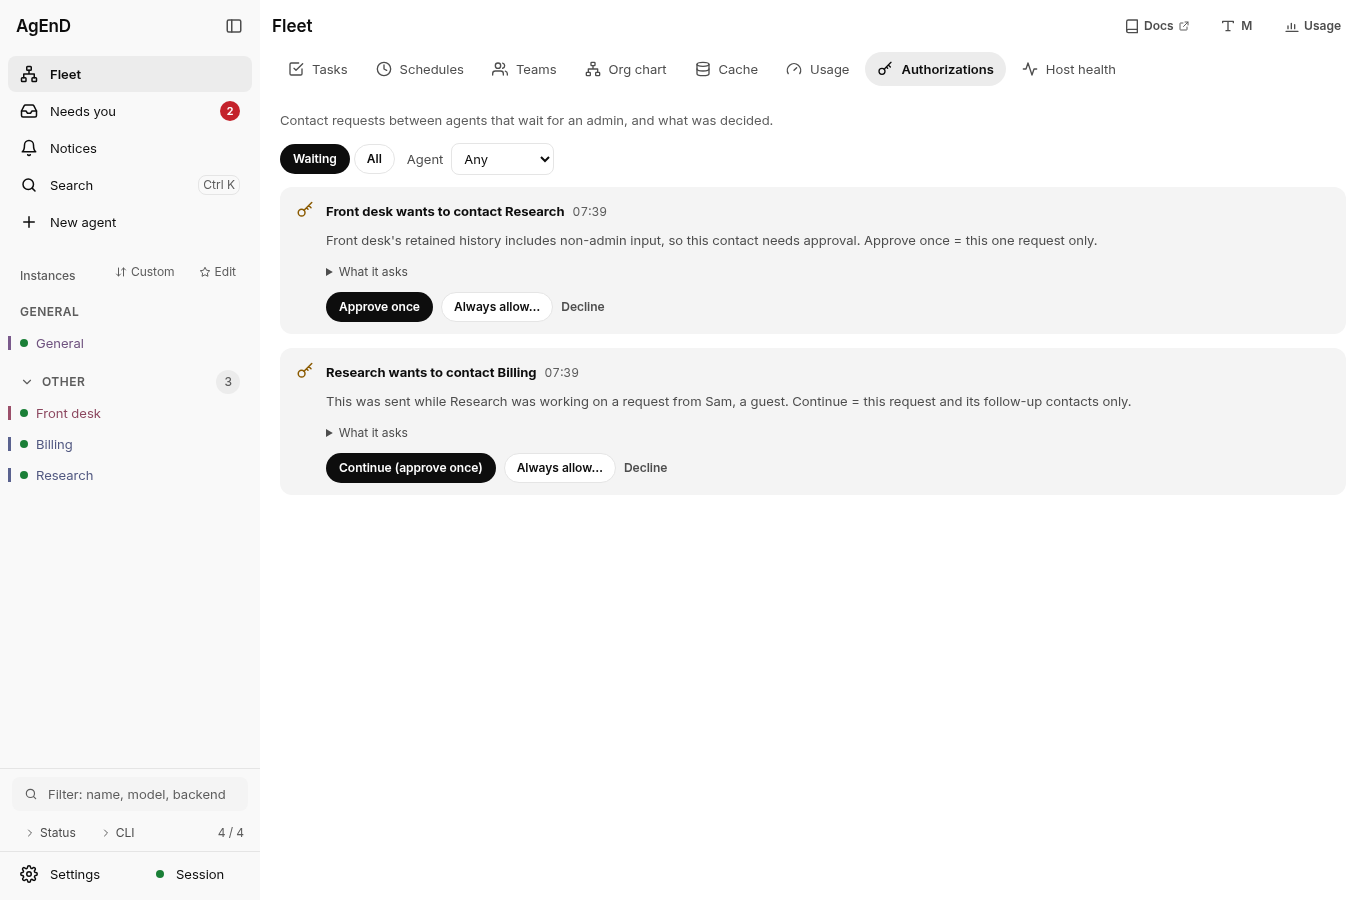 AgEnD
Fleet
Needs you
2
Notices
Search
Ctrl K
New agent
Instances
Custom
Edit
GENERAL
General
OTHER
3
Front desk
Billing
Research
Filter: name, model, backend
Status
CLI
4 / 4
Settings
Session
Fleet
Docs
M
Usage
Tasks
Schedules
Teams
Org chart
Cache
Usage
Authorizations
Host health
Contact requests between agents that wait for an admin, and what was decided.
Waiting
All
Agent
Any
Front desk wants to contact Research 07:39
Front desk's retained history includes non-admin input, so this contact needs approval. Approve once = this one request only.
What it asks
Approve once
Always allow...
Decline
Research wants to contact Billing 07:39
This was sent while Research was working on a request from Sam, a guest. Continue = this request and its follow-up contacts only.
What it asks
Continue (approve once)
Always allow...
Decline